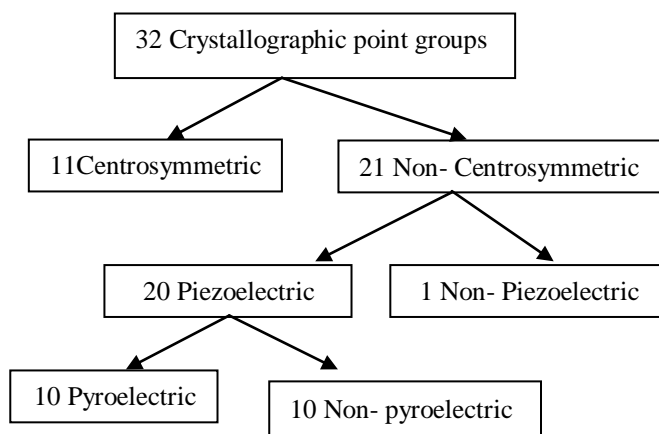 32 Crystallographic point groups
11Centrosymmetric
21 Non- Centrosymmetric
20 Piezoelectric
1 Non- Piezoelectric
10 Pyroelectric
10 Non- pyroelectric